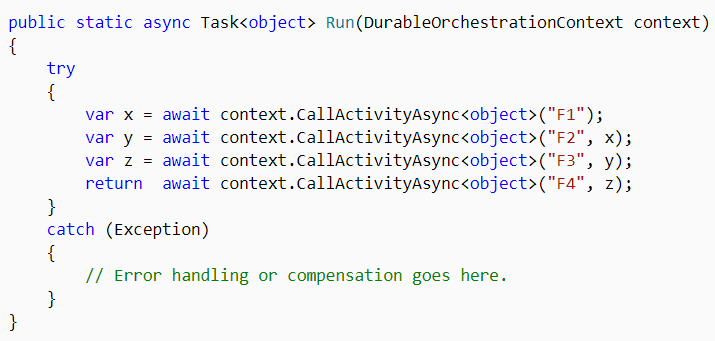 public static async Task<object> Run(DurableOrchestrationContext context)
{
    try
    {
        var x = await context.CallActivityAsync<object>("F1");
        var y = await context.CallActivityAsync<object>("F2", x);
        var z = await context.CallActivityAsync<object>("F3", y);
        return  await context.CallActivityAsync<object>("F4", z);
    }
    catch (Exception)
    {
        // Error handling or compensation goes here.
    }
}